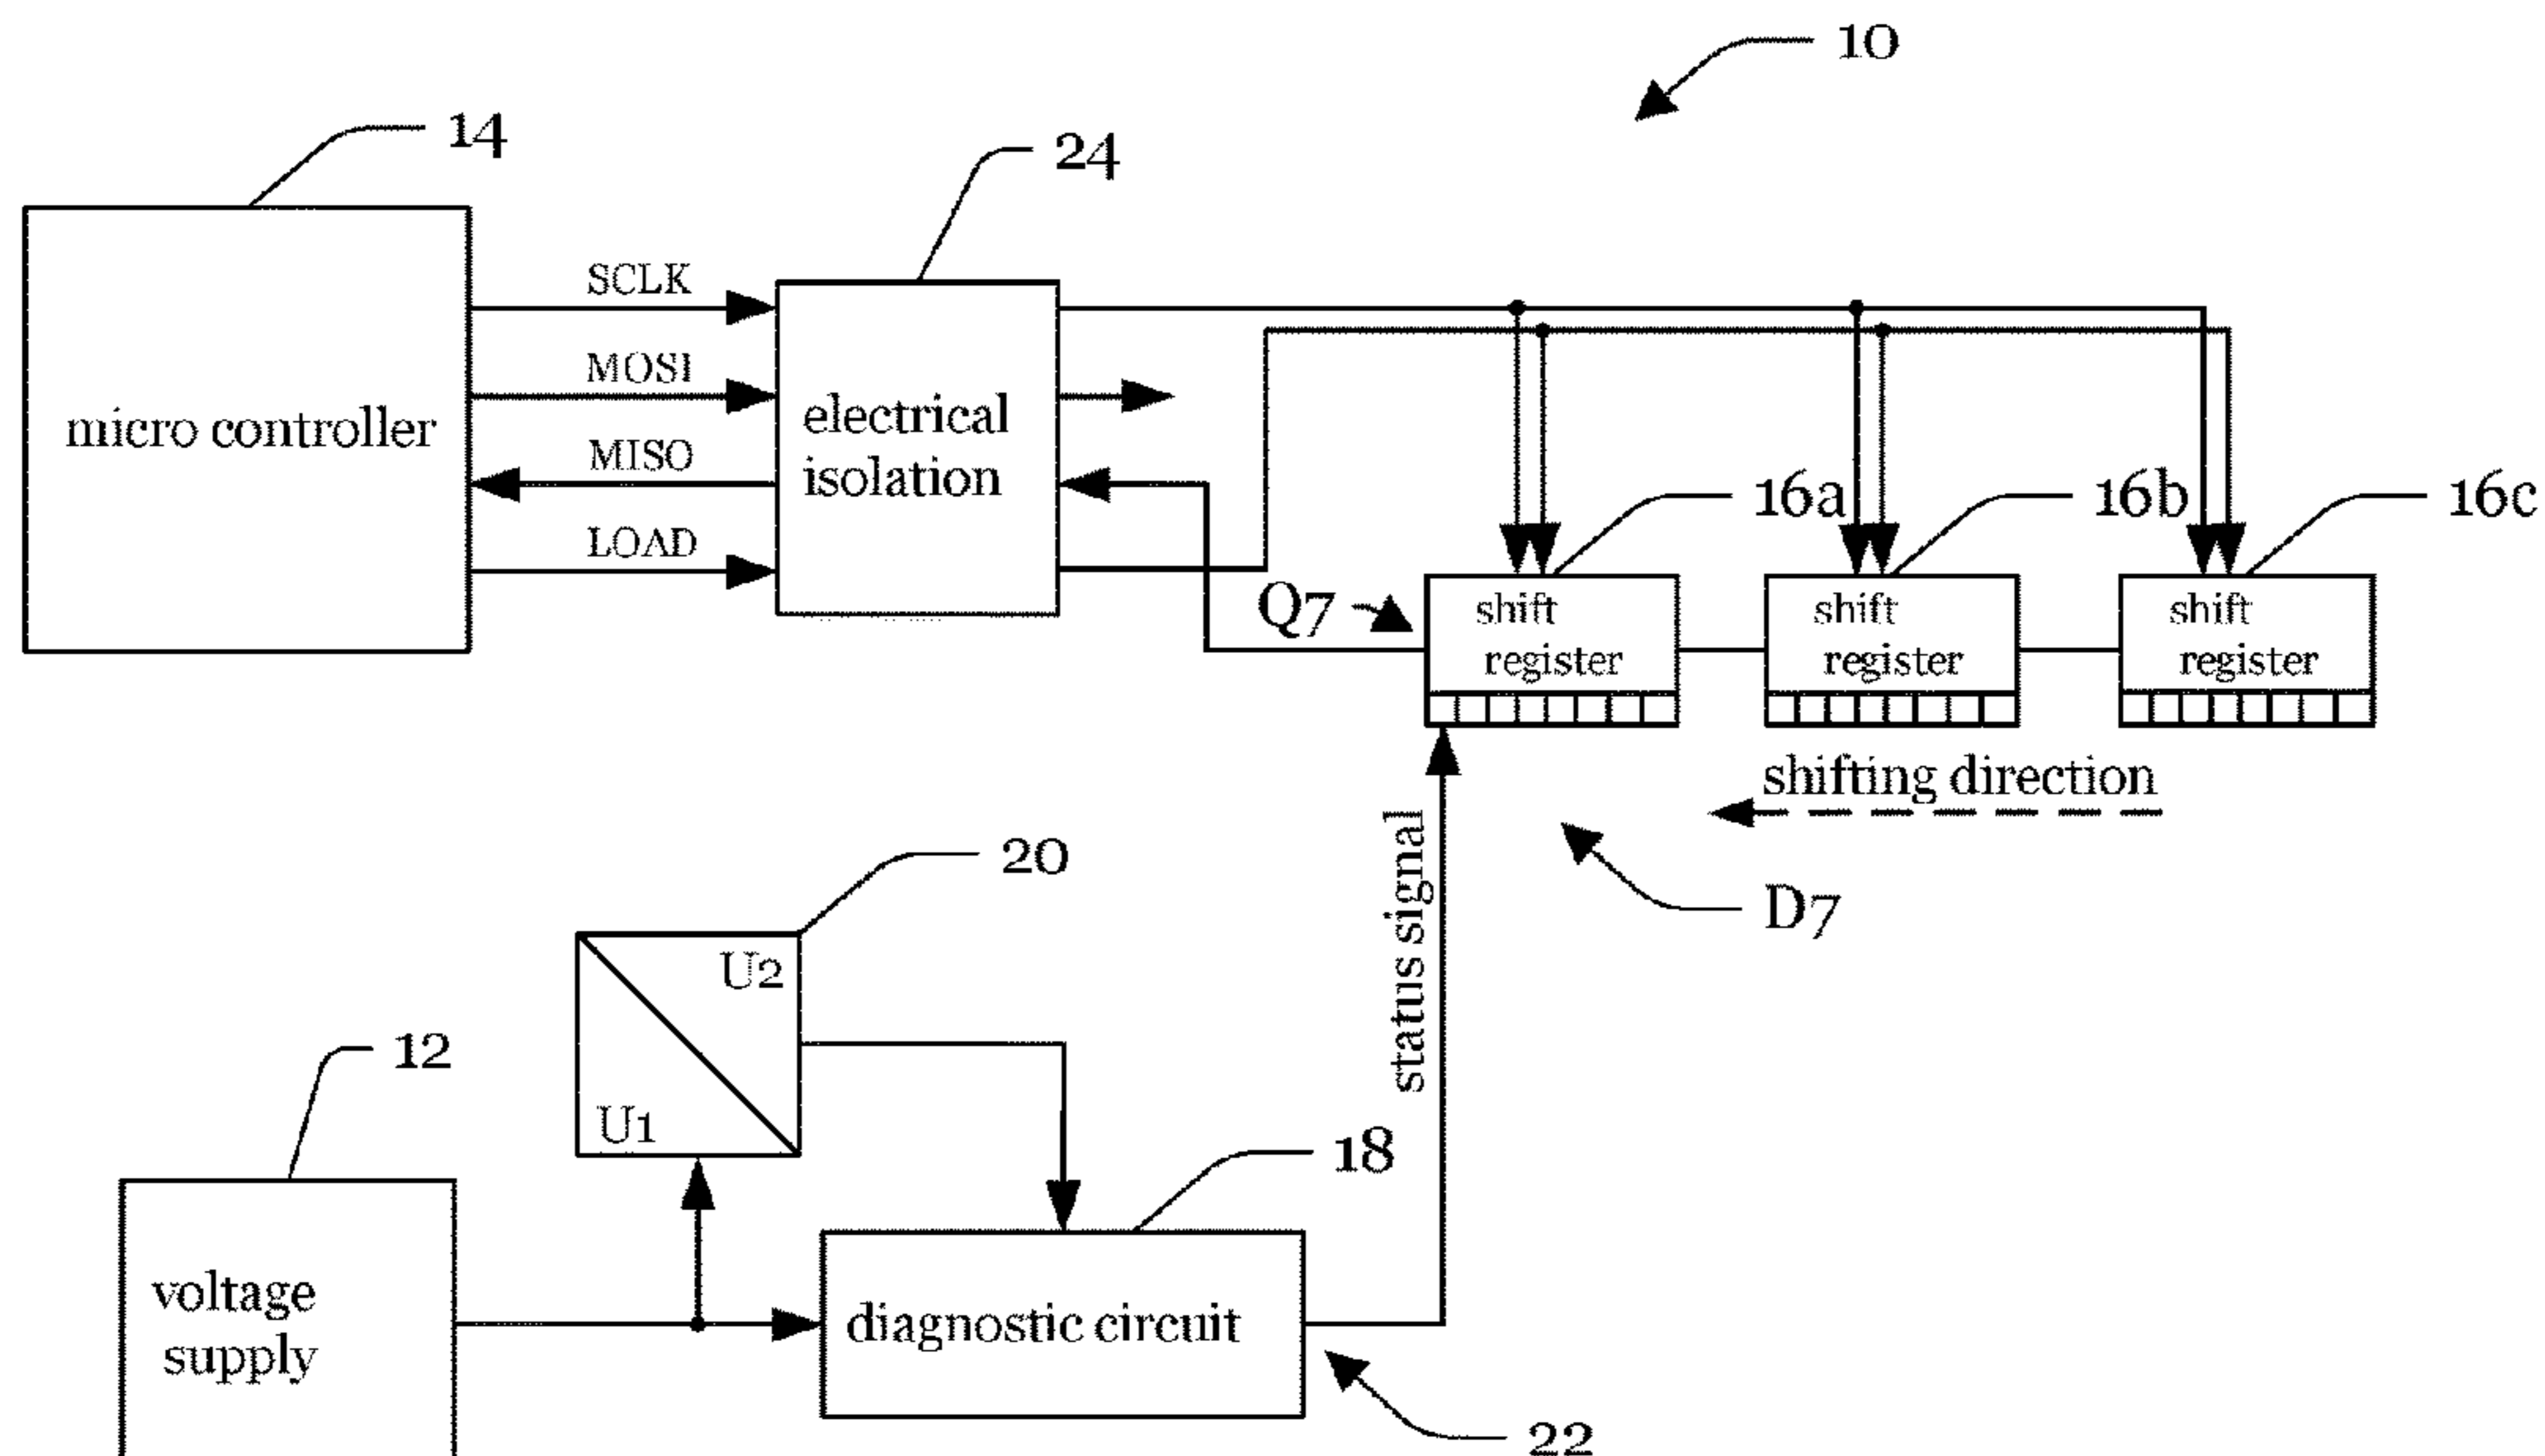 10
14
24
SCLK
MOSI
MISO
LOAD
micro controller
electrical
isolation
16a
16b
16c
Q7
shift
register
shift
register
shift
register
shifting direction
D7
status signal
20
U2
U1
12
18
voltage
supply
diagnostic circuit
22